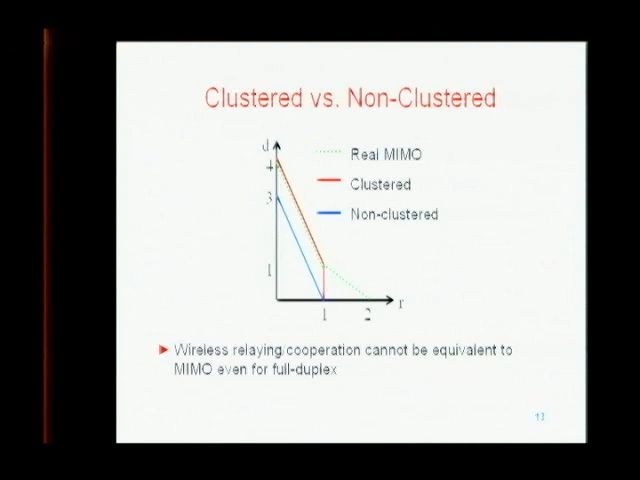 Clustered vs. Non-Clustered
d
4
3
1
Real MIMO
Clustered
Non-clustered
r
1
2
Wireless relaying/cooperation cannot be equivalent to
MIMO even for full-duplex
13